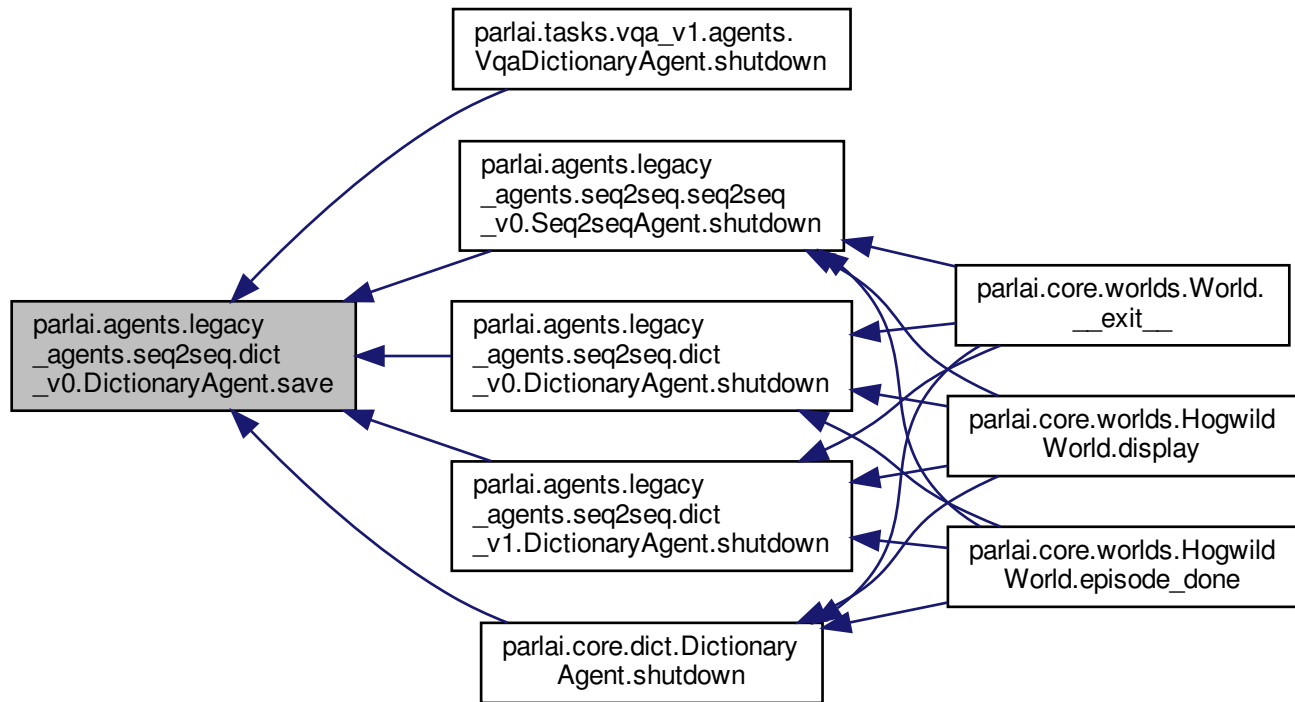 parlai.tasks.vqa_v1.agents.
VqaDictionaryAgent.shutdown
parlai.agents.legacy
_agents.seq2seq.seq2seq
_v0.Seq2seqAgent.shutdown
parlai.agents.legacy
_agents.seq2seq.dict
_v0.DictionaryAgent.save
parlai.agents.legacy
_agents.seq2seq.dict
_v0.DictionaryAgent.shutdown
parlai.agents.legacy
_agents.seq2seq.dict
_v1.DictionaryAgent.shutdown
parlai.core.dict.Dictionary
Agent.shutdown
parlai.core.worlds.World.
__exit__
parlai.core.worlds.Hogwild
World.display
parlai.core.worlds.Hogwild
World.episode_done